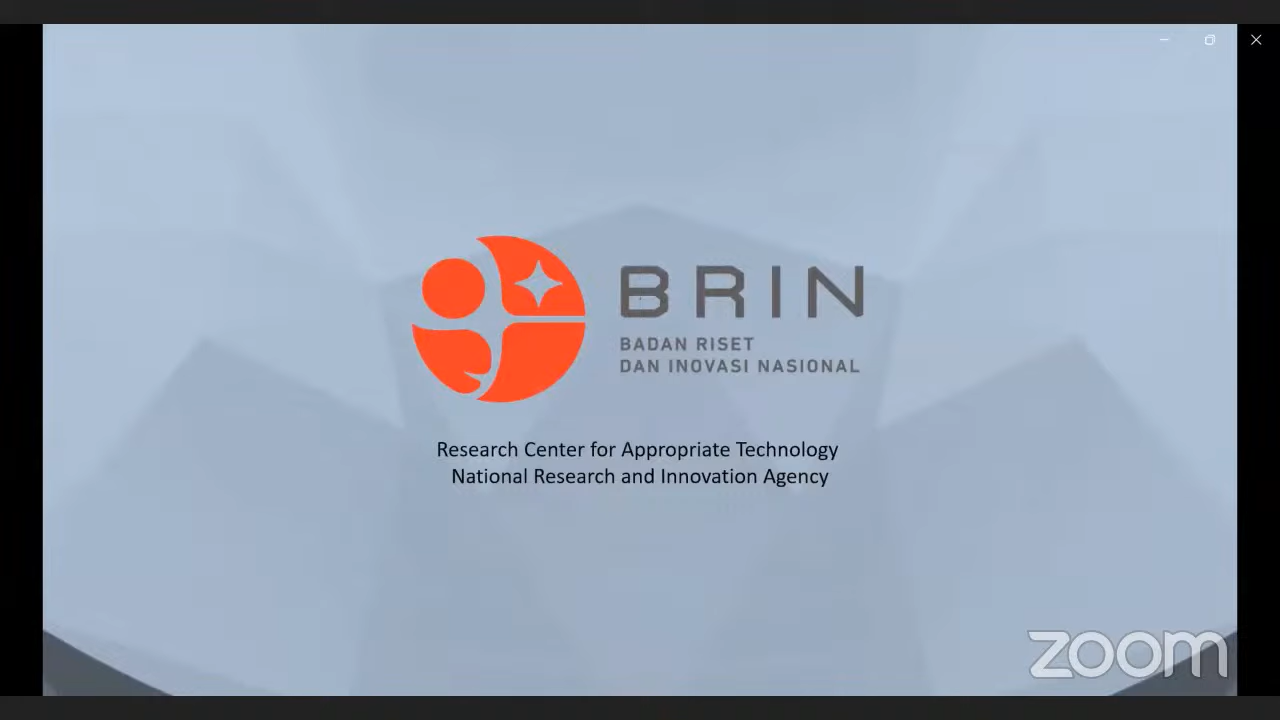 BRIN
BADAN RISET
DAN INOVASI NASIONAL
Research Center for Appropriate Technology
National Research and Innovation Agency
zoom